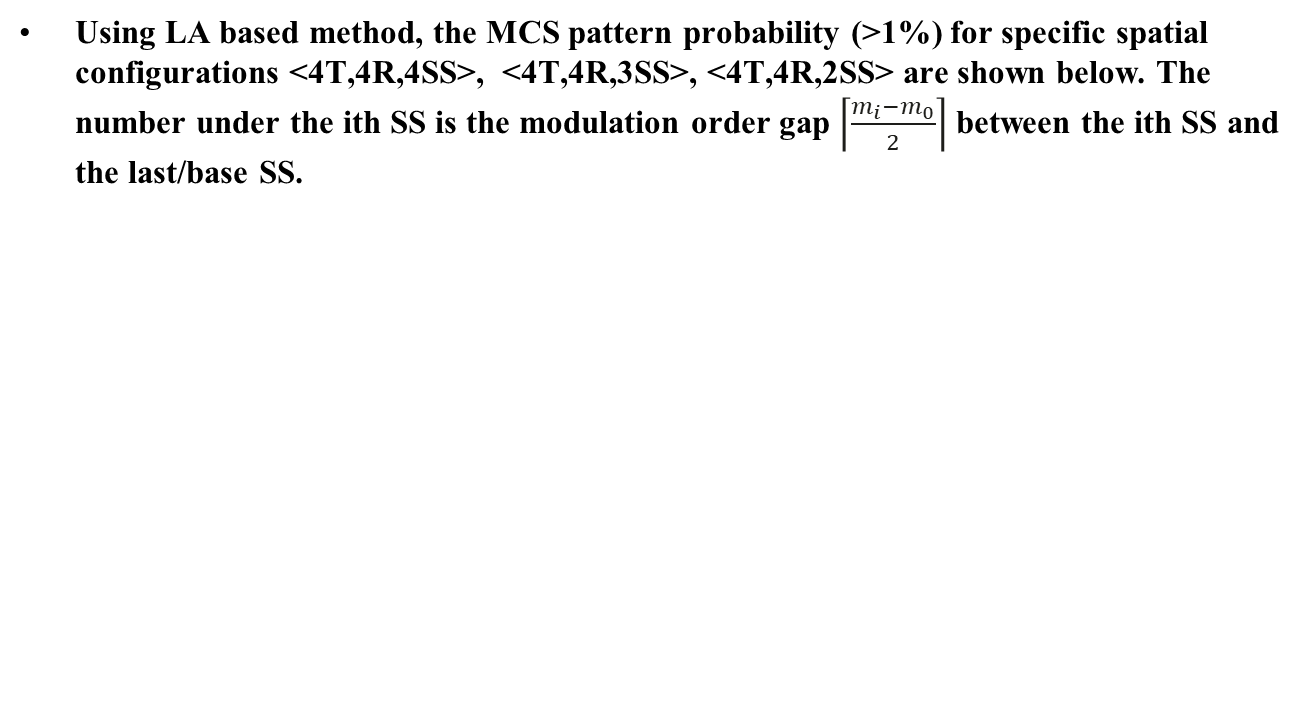 • Using LA based method, the MCS pattern probability (>1%) for specific spatial
configurations <4T,4R,4SS>, <4T,4R,3SS>, <4T,4R,2SS> are shown below. The
number under the ith SS is the modulation order gap ⌈(mᵢ−m₀)/2⌉ between the ith SS and
the last/base SS.